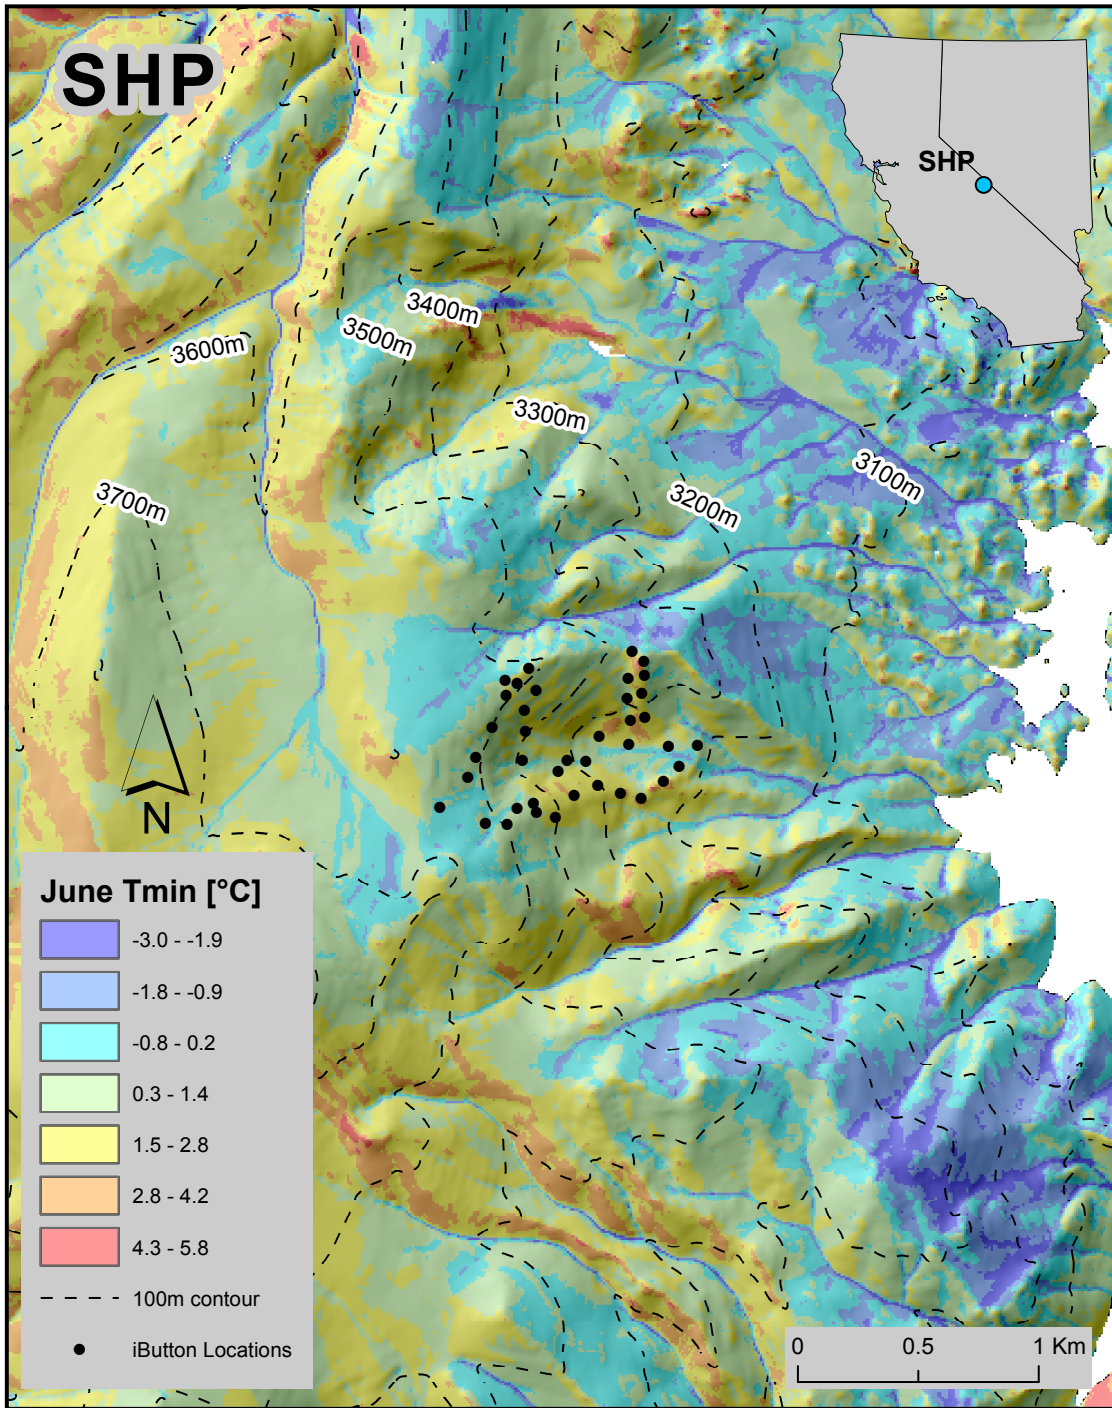 SHP
SHP
3400m
3500m
3600m
3300m
3100m
3200m
3700m
N
June Tmin [°C]
-3.0 - -1.9
-1.8 - -0.9
-0.8 - 0.2
0.3 - 1.4
1.5 - 2.8
2.8 - 4.2
4.3 - 5.8
100m contour
iButton Locations
0 0.5 1 Km